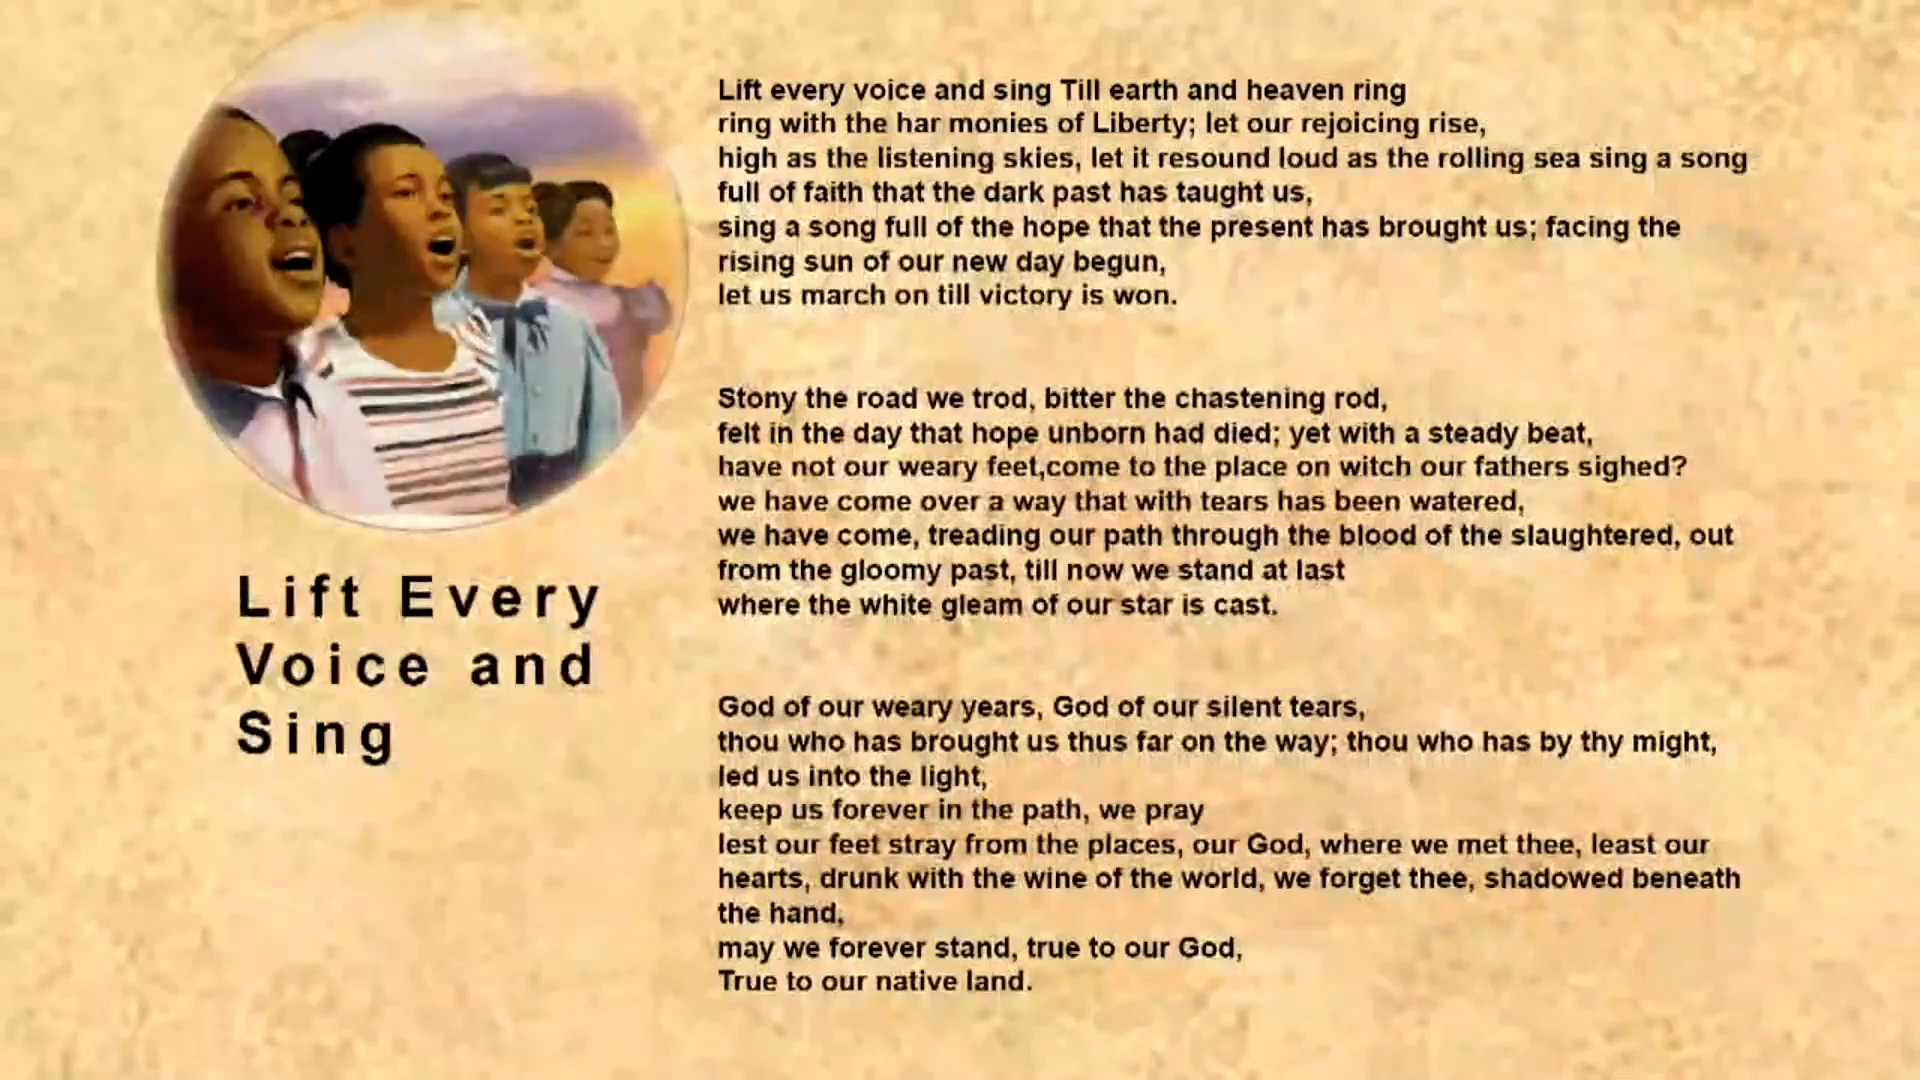 Lift Every
Voice and
Sing
Lift every voice and sing Till earth and heaven ring
ring with the har monies of Liberty; let our rejoicing rise,
high as the listening skies, let it resound loud as the rolling sea sing a song
full of faith that the dark past has taught us,
sing a song full of the hope that the present has brought us; facing the
rising sun of our new day begun,
let us march on till victory is won.
Stony the road we trod, bitter the chastening rod,
felt in the day that hope unborn had died; yet with a steady beat,
have not our weary feet,come to the place on witch our fathers sighed?
we have come over a way that with tears has been watered,
we have come, treading our path through the blood of the slaughtered, out
from the gloomy past, till now we stand at last
where the white gleam of our star is cast.
God of our weary years, God of our silent tears,
thou who has brought us thus far on the way; thou who has by thy might,
led us into the light,
keep us forever in the path, we pray
lest our feet stray from the places, our God, where we met thee, least our
hearts, drunk with the wine of the world, we forget thee, shadowed beneath
the hand,
may we forever stand, true to our God,
True to our native land.